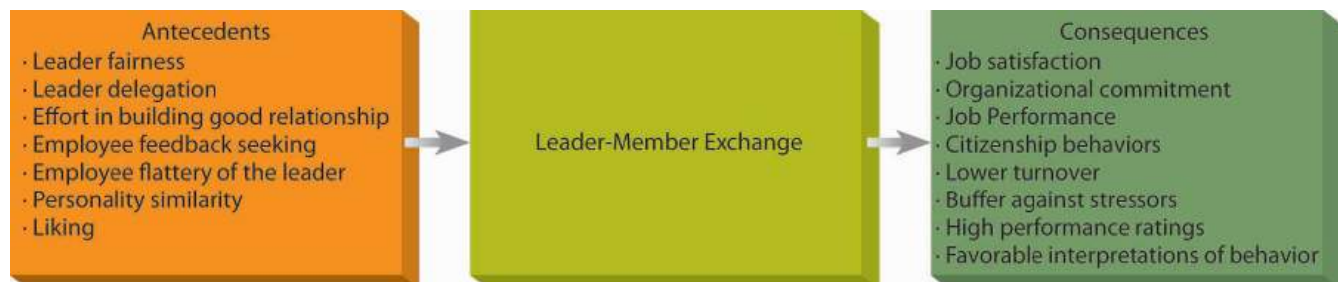 Antecedents
· Leader fairness
· Leader delegation
· Effort in building good relationship
· Employee feedback seeking
· Employee flattery of the leader
· Personality similarity
· Liking
Leader-Member Exchange
Consequences
· Job satisfaction
· Organizational commitment
· Job Performance
· Citizenship behaviors
· Lower turnover
· Buffer against stressors
· High performance ratings
· Favorable interpretations of behavior